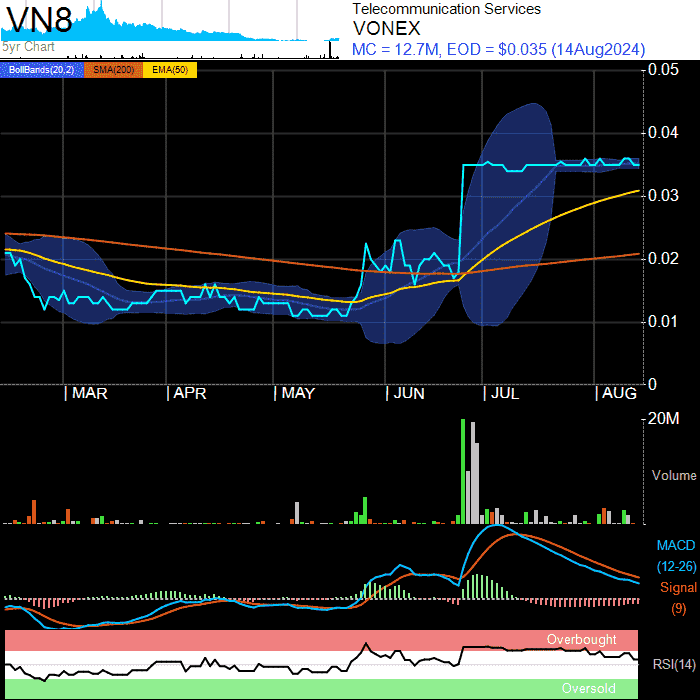 VN8
5yr Chart
Telecommunication Services
VONEX
MC = 12.7M, EOD = $0.035 (14Aug2024)
BollBands(20,2) SMA(200) EMA(50)
0.05
0.04
0.03
0.02
0.01
0
| MAR | APR | MAY | JUN | JUL | AUG
20M
Volume
MACD
(12-26)
Signal
(9)
Overbought
RSI(14)
Oversold